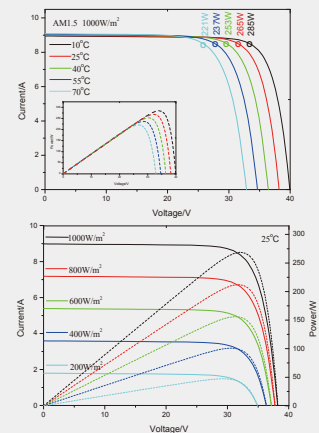 AM1.5 1000W/m²
10°C
25°C
40°C
55°C
70°C
221W
237W
253W
265W
285W
Current/A
10
8
6
4
2
0
0
10
20
30
40
Voltage/V
Voltage/V
25°C
1000W/m²
800W/m²
600W/m²
400W/m²
200W/m²
Current/A
10
8
6
4
2
0
Power/W
300
250
200
150
100
50
0
0
10
20
30
40
Voltage/V